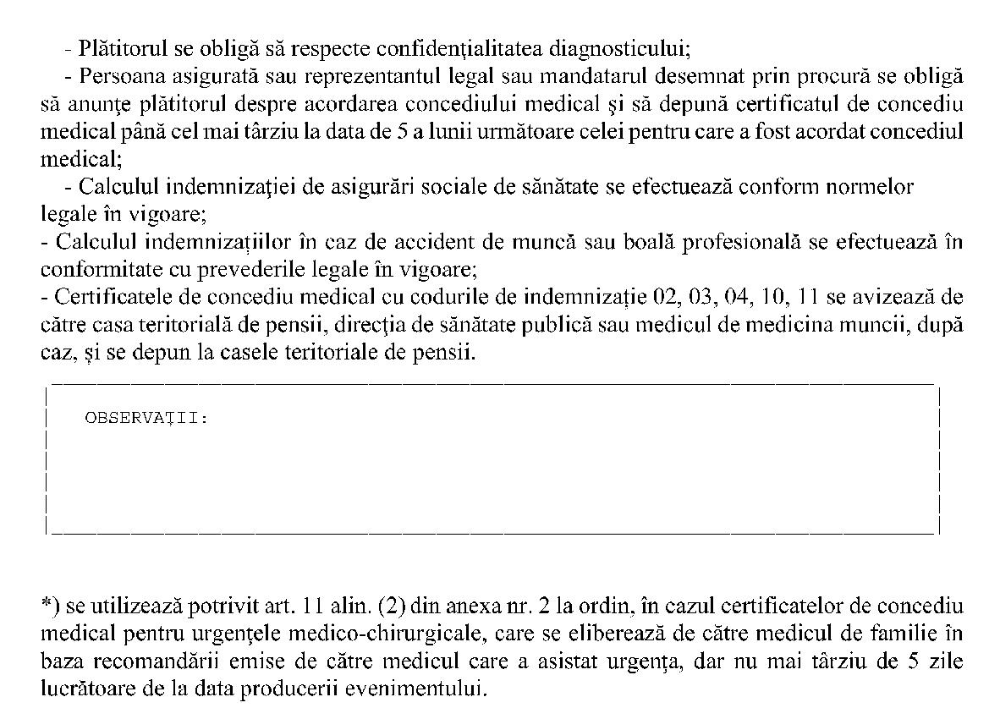 - Plătitorul se obligă să respecte confidenţialitatea diagnosticului;
- Persoana asigurată sau reprezentantul legal sau mandatarul desemnat prin procură se obligă
să anunţe plătitorul despre acordarea concediului medical şi să depună certificatul de concediu
medical până cel mai târziu la data de 5 a lunii următoare celei pentru care a fost acordat concediul
medical;
- Calculul indemnizaţiei de asigurări sociale de sănătate se efectuează conform normelor
legale în vigoare;
- Calculul indemnizațiilor în caz de accident de muncă sau boală profesională se efectuează în
conformitate cu prevederile legale în vigoare;
- Certificatele de concediu medical cu codurile de indemnizație 02, 03, 04, 10, 11 se avizează de
către casa teritorială de pensii, direcţia de sănătate publică sau medicul de medicina muncii, după
caz, și se depun la casele teritoriale de pensii.
OBSERVAŢII:
*) se utilizează potrivit art. 11 alin. (2) din anexa nr. 2 la ordin, în cazul certificatelor de concediu
medical pentru urgențele medico-chirurgicale, care se eliberează de către medicul de familie în
baza recomandării emise de către medicul care a asistat urgenţa, dar nu mai târziu de 5 zile
lucrătoare de la data producerii evenimentului.